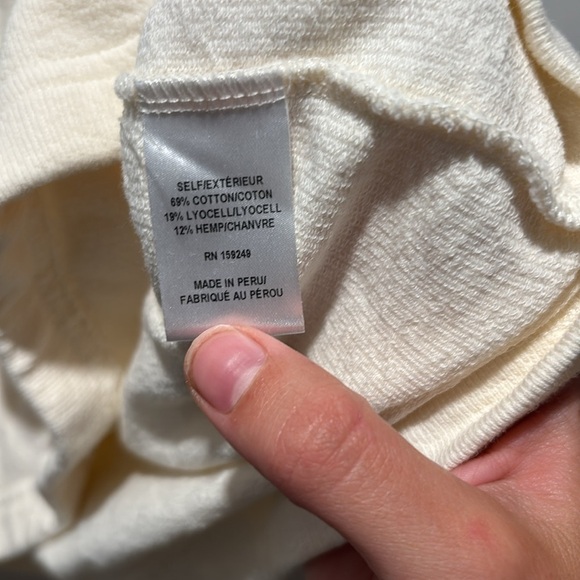 SELF/EXTÉRIEUR
69% COTTON/COTON
19% LYOCELL/LYOCELL
12% HEMP/CHANVRE
RN 159249
MADE IN PERU/
FABRIQUÉ AU PÉROU